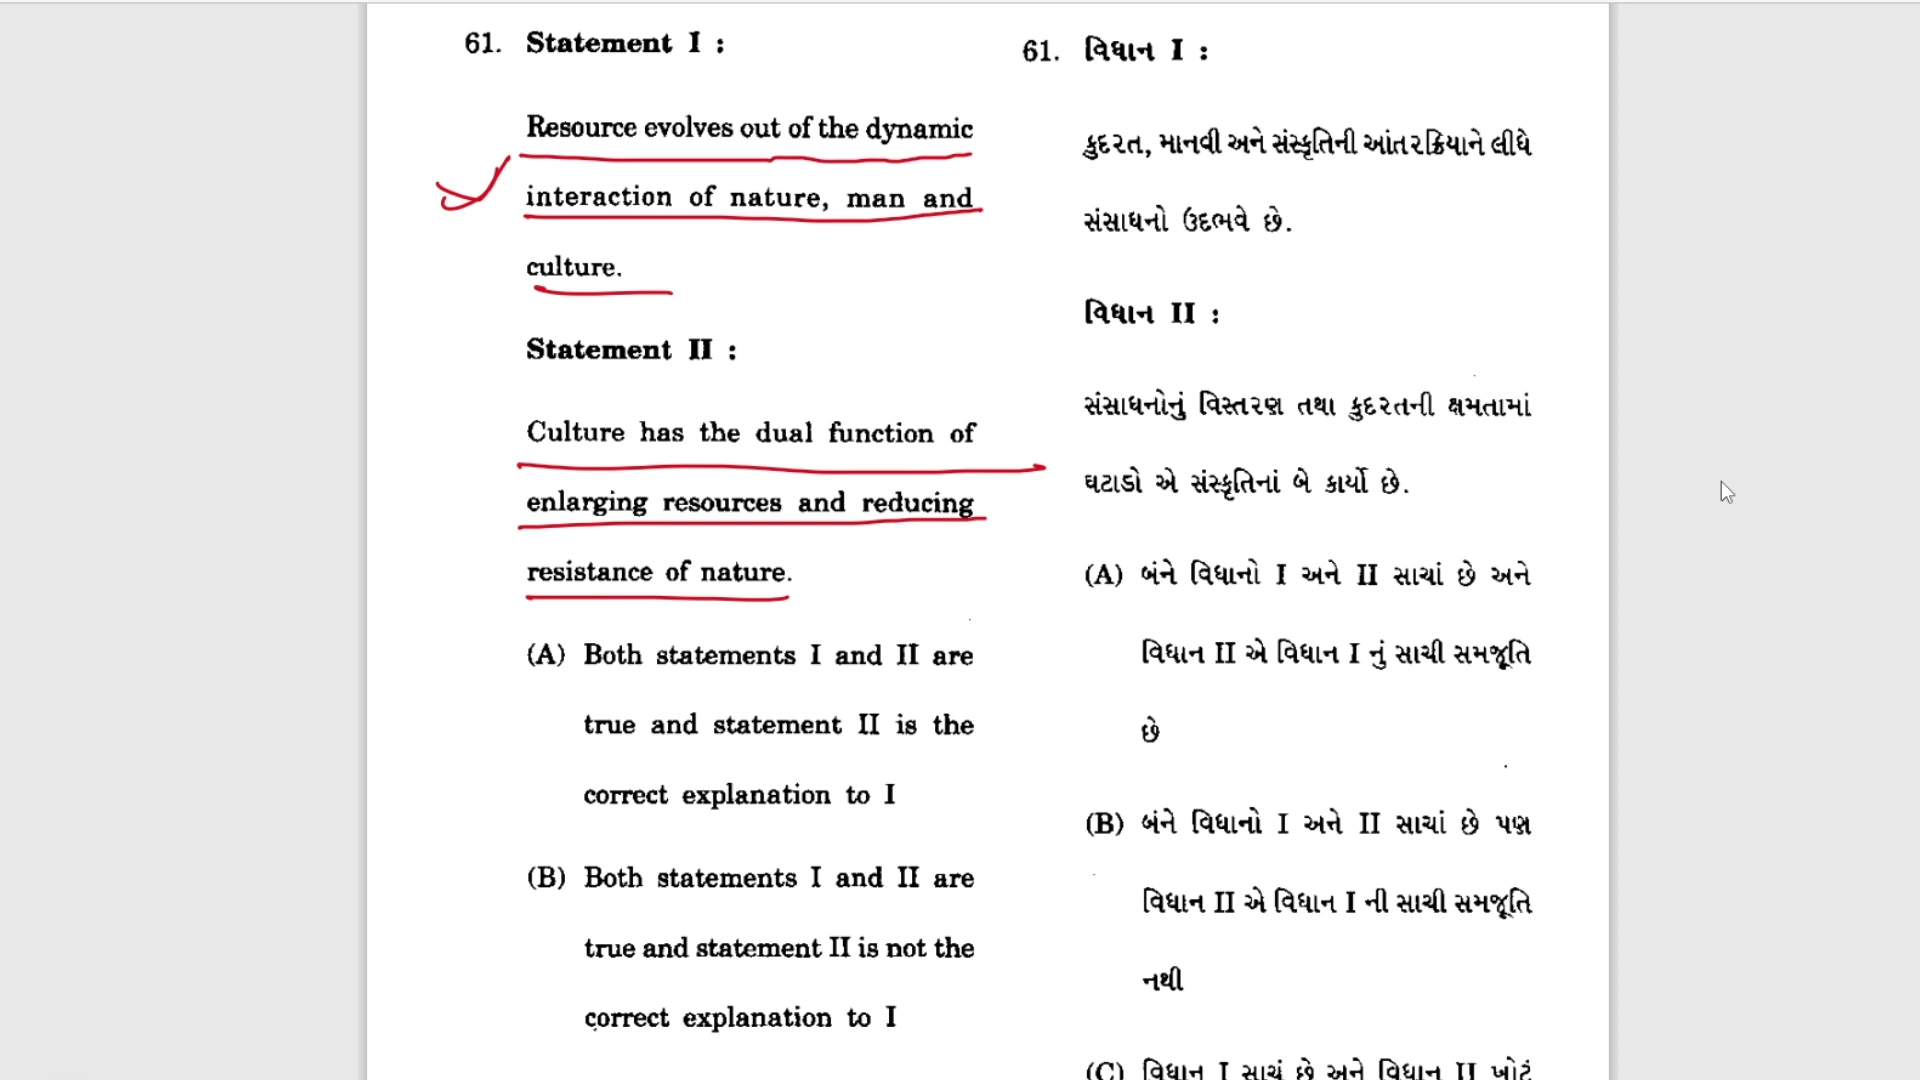 61. Statement I :
Resource evolves out of the dynamic
interaction of nature, man and
culture.
Statement II :
Culture has the dual function of
enlarging resources and reducing
resistance of nature.
(A) Both statements I and II are
true and statement II is the
correct explanation to I
(B) Both statements I and II are
true and statement II is not the
correct explanation to I
61. વિધાન I :
કુદરત, માનવી અને સંસ્કૃતિની આંતરક્રિયાને લીધે
સંસાધનો ઉદભવે છે.
વિધાન II :
સંસાધનોનું વિસ્તરણ તથા કુદરતની ક્ષમતામાં
ઘટાડો એ સંસ્કૃતિનાં બે કાર્યો છે.
(A) બંને વિધાનો I અને II સાચાં છે અને
વિધાન II એ વિધાન I નું સાચી સમજૂતિ
છે
(B) બંને વિધાનો I અને II સાચાં છે પણ
વિધાન II એ વિધાન I ની સાચી સમજૂતિ
નથી
(C) વિધાન I સાચું છે અને વિધાન II ખોટું